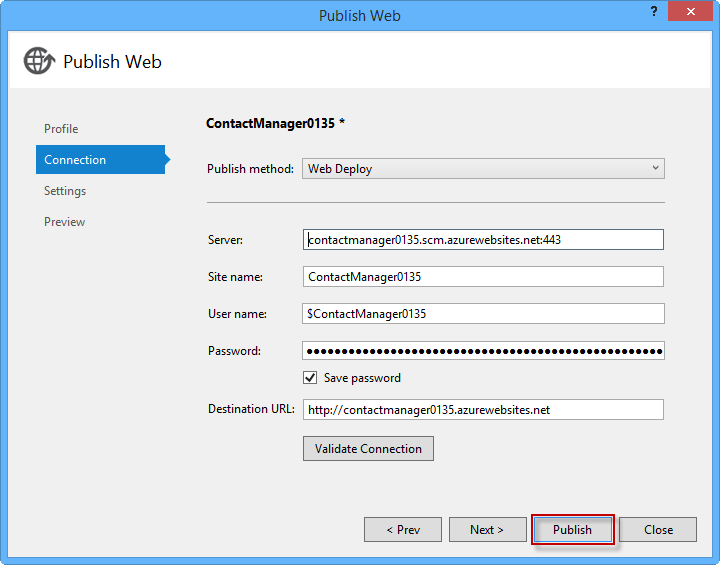 Publish Web
?
Publish Web
Profile
Connection
Settings
Preview
ContactManager0135 *
Publish method: Web Deploy
Server: contactmanager0135.scm.azurewebsites.net:443
Site name: ContactManager0135
User name: $ContactManager0135
Password: ●●●●●●●●●●●●●●●●●●●●●●●●●●●●●●●●●●●●●●●●●●●●●●●●●●●
Save password
Destination URL: http://contactmanager0135.azurewebsites.net
Validate Connection
< Prev Next > Publish Close